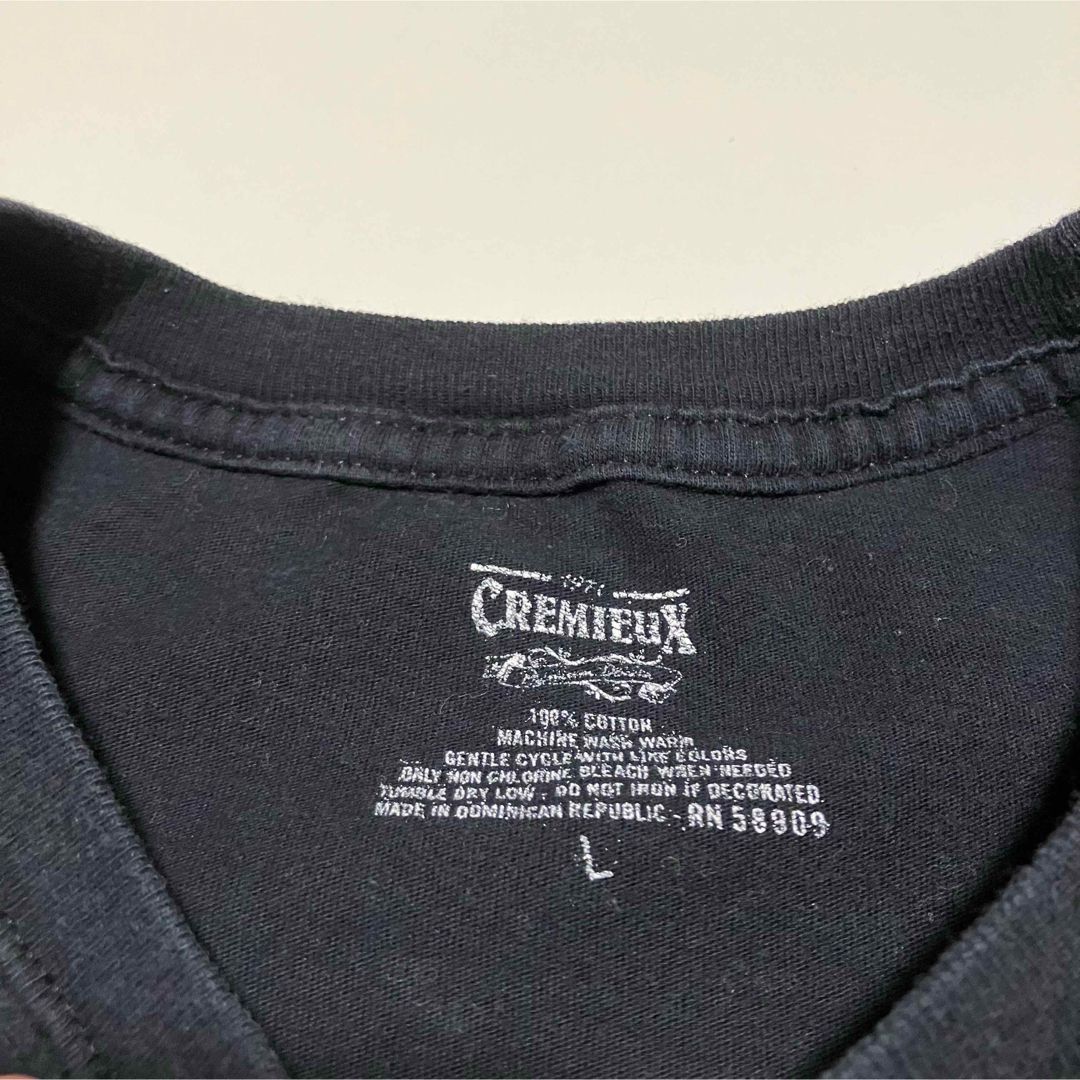 CREMIEUX
100% COTTON
MACHINE WASH WARM
GENTLE CYCLE WITH LIKE COLORS
ONLY NON CHLORINE BLEACH WHEN NEEDED
TUMBLE DRY LOW. DO NOT IRON IF DECORATED.
MADE IN DOMINICAN REPUBLIC - RN 58909
L